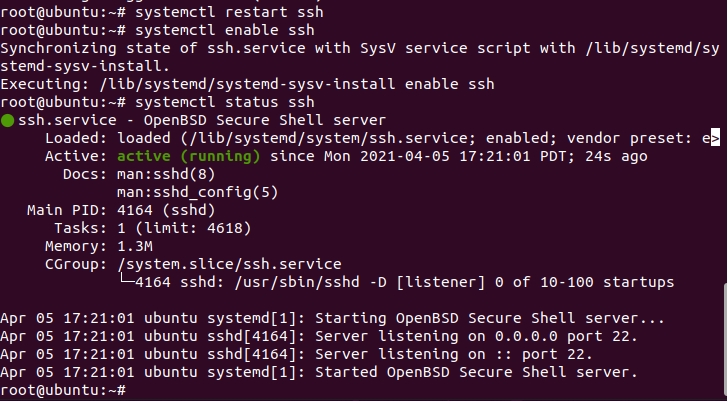 root@ubuntu:~# systemctl restart ssh
root@ubuntu:~# systemctl enable ssh
Synchronizing state of ssh.service with SysV service script with /lib/systemd/sy
stemd-sysv-install.
Executing: /lib/systemd/systemd-sysv-install enable ssh
root@ubuntu:~# systemctl status ssh
● ssh.service - OpenBSD Secure Shell server
     Loaded: loaded (/lib/systemd/system/ssh.service; enabled; vendor preset: e>
     Active: active (running) since Mon 2021-04-05 17:21:01 PDT; 24s ago
       Docs: man:sshd(8)
             man:sshd_config(5)
   Main PID: 4164 (sshd)
      Tasks: 1 (limit: 4618)
     Memory: 1.3M
     CGroup: /system.slice/ssh.service
             └─4164 sshd: /usr/sbin/sshd -D [listener] 0 of 10-100 startups

Apr 05 17:21:01 ubuntu systemd[1]: Starting OpenBSD Secure Shell server...
Apr 05 17:21:01 ubuntu sshd[4164]: Server listening on 0.0.0.0 port 22.
Apr 05 17:21:01 ubuntu sshd[4164]: Server listening on :: port 22.
Apr 05 17:21:01 ubuntu systemd[1]: Started OpenBSD Secure Shell server.
root@ubuntu:~#